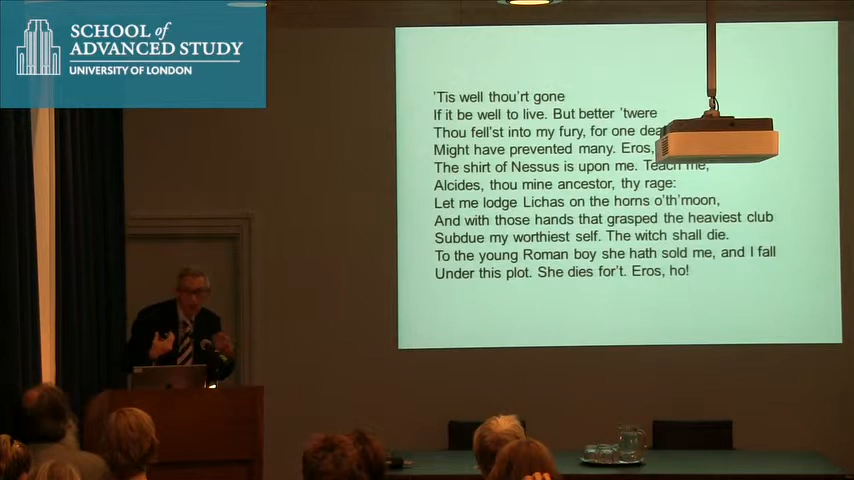 SCHOOL of
ADVANCED STUDY
UNIVERSITY OF LONDON
'Tis well thou'rt gone
If it be well to live. But better 'twere
Thou fell'st into my fury, for one
Might have prevented many. Eros,
The shirt of Nessus is upon me. Teach me,
Alcides, thou mine ancestor, thy rage:
Let me lodge Lichas on the horns o'th'moon,
And with those hands that grasped the heaviest club
Subdue my worthiest self. The witch shall die.
To the young Roman boy she hath sold me, and I fall
Under this plot. She dies for't. Eros, ho!